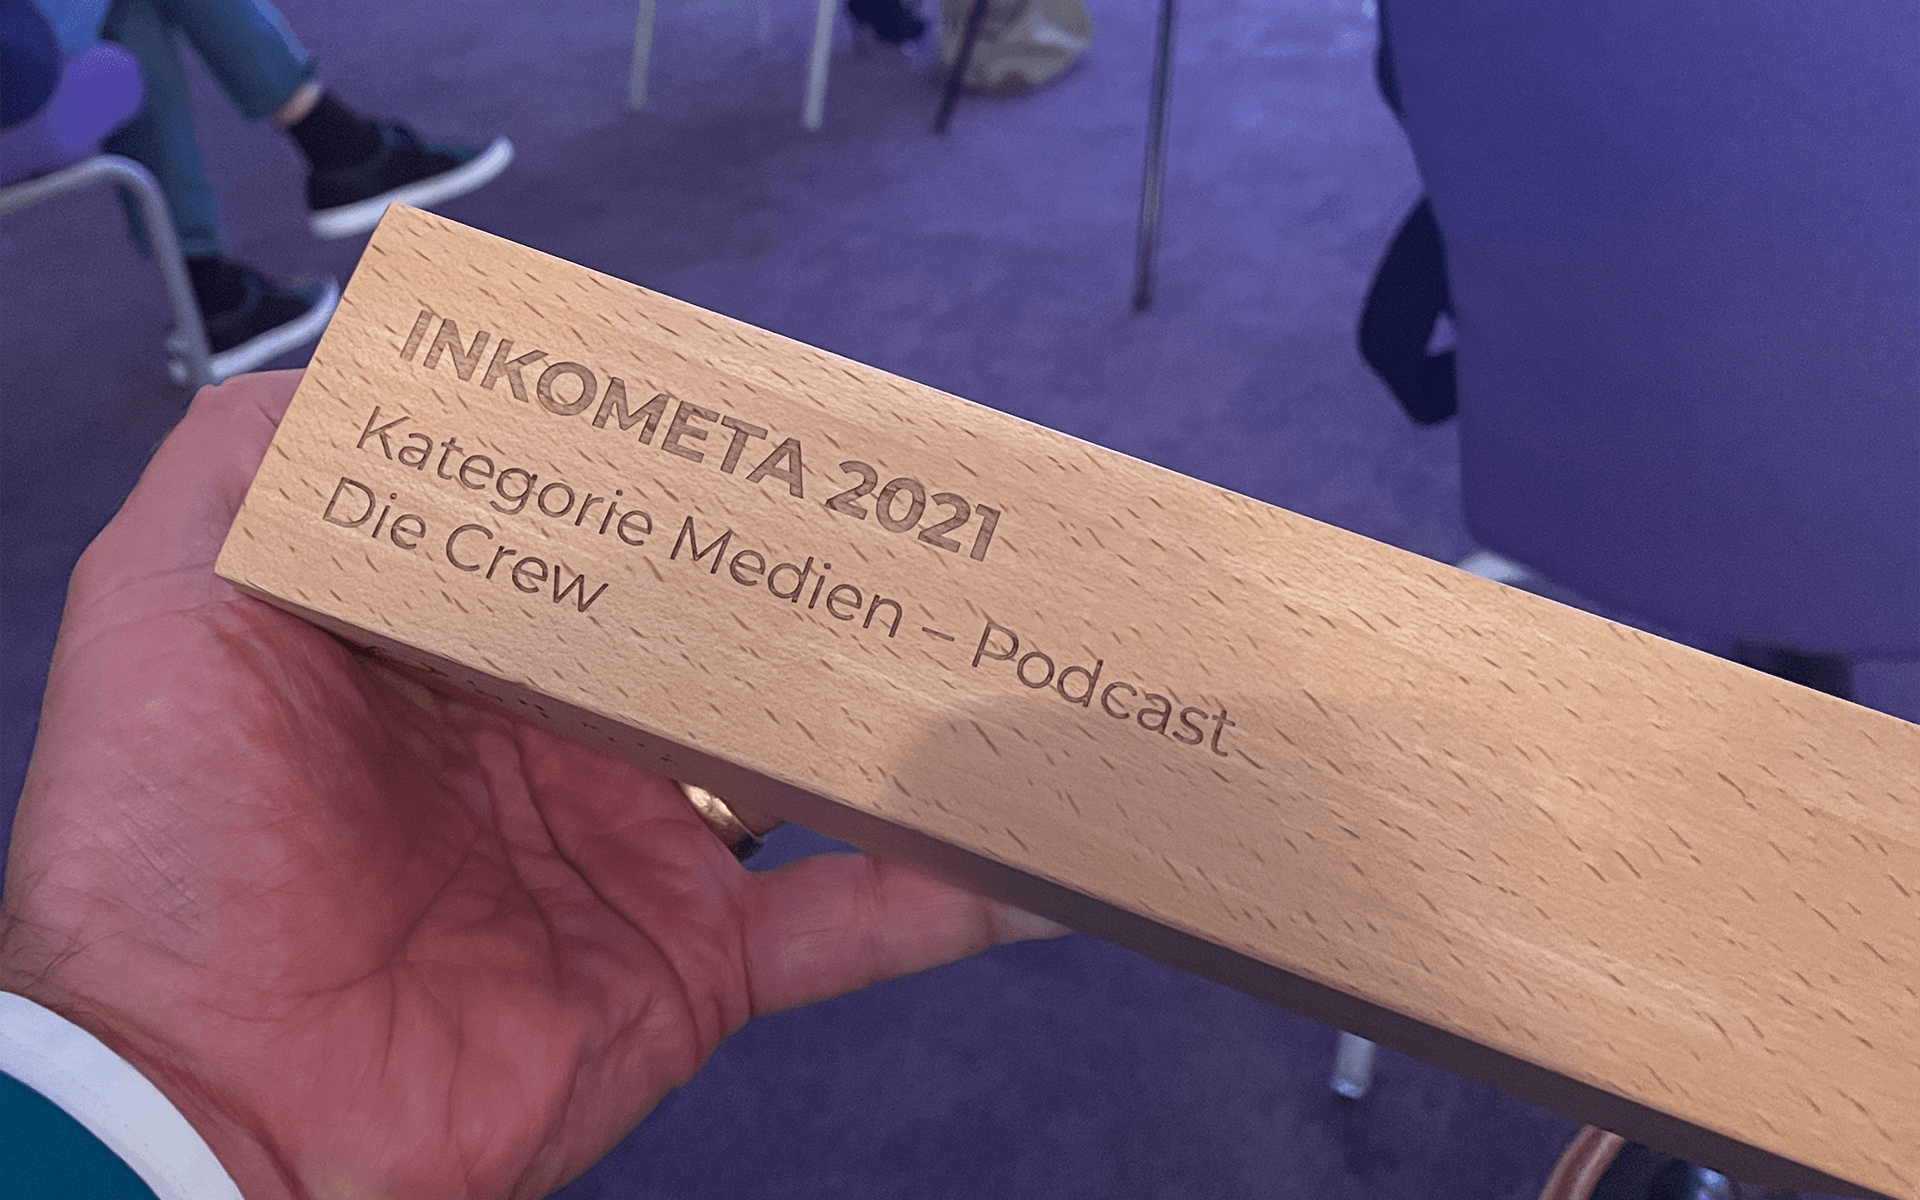 INKOMETA 2021
Kategorie Medien – Podcast
Die Crew